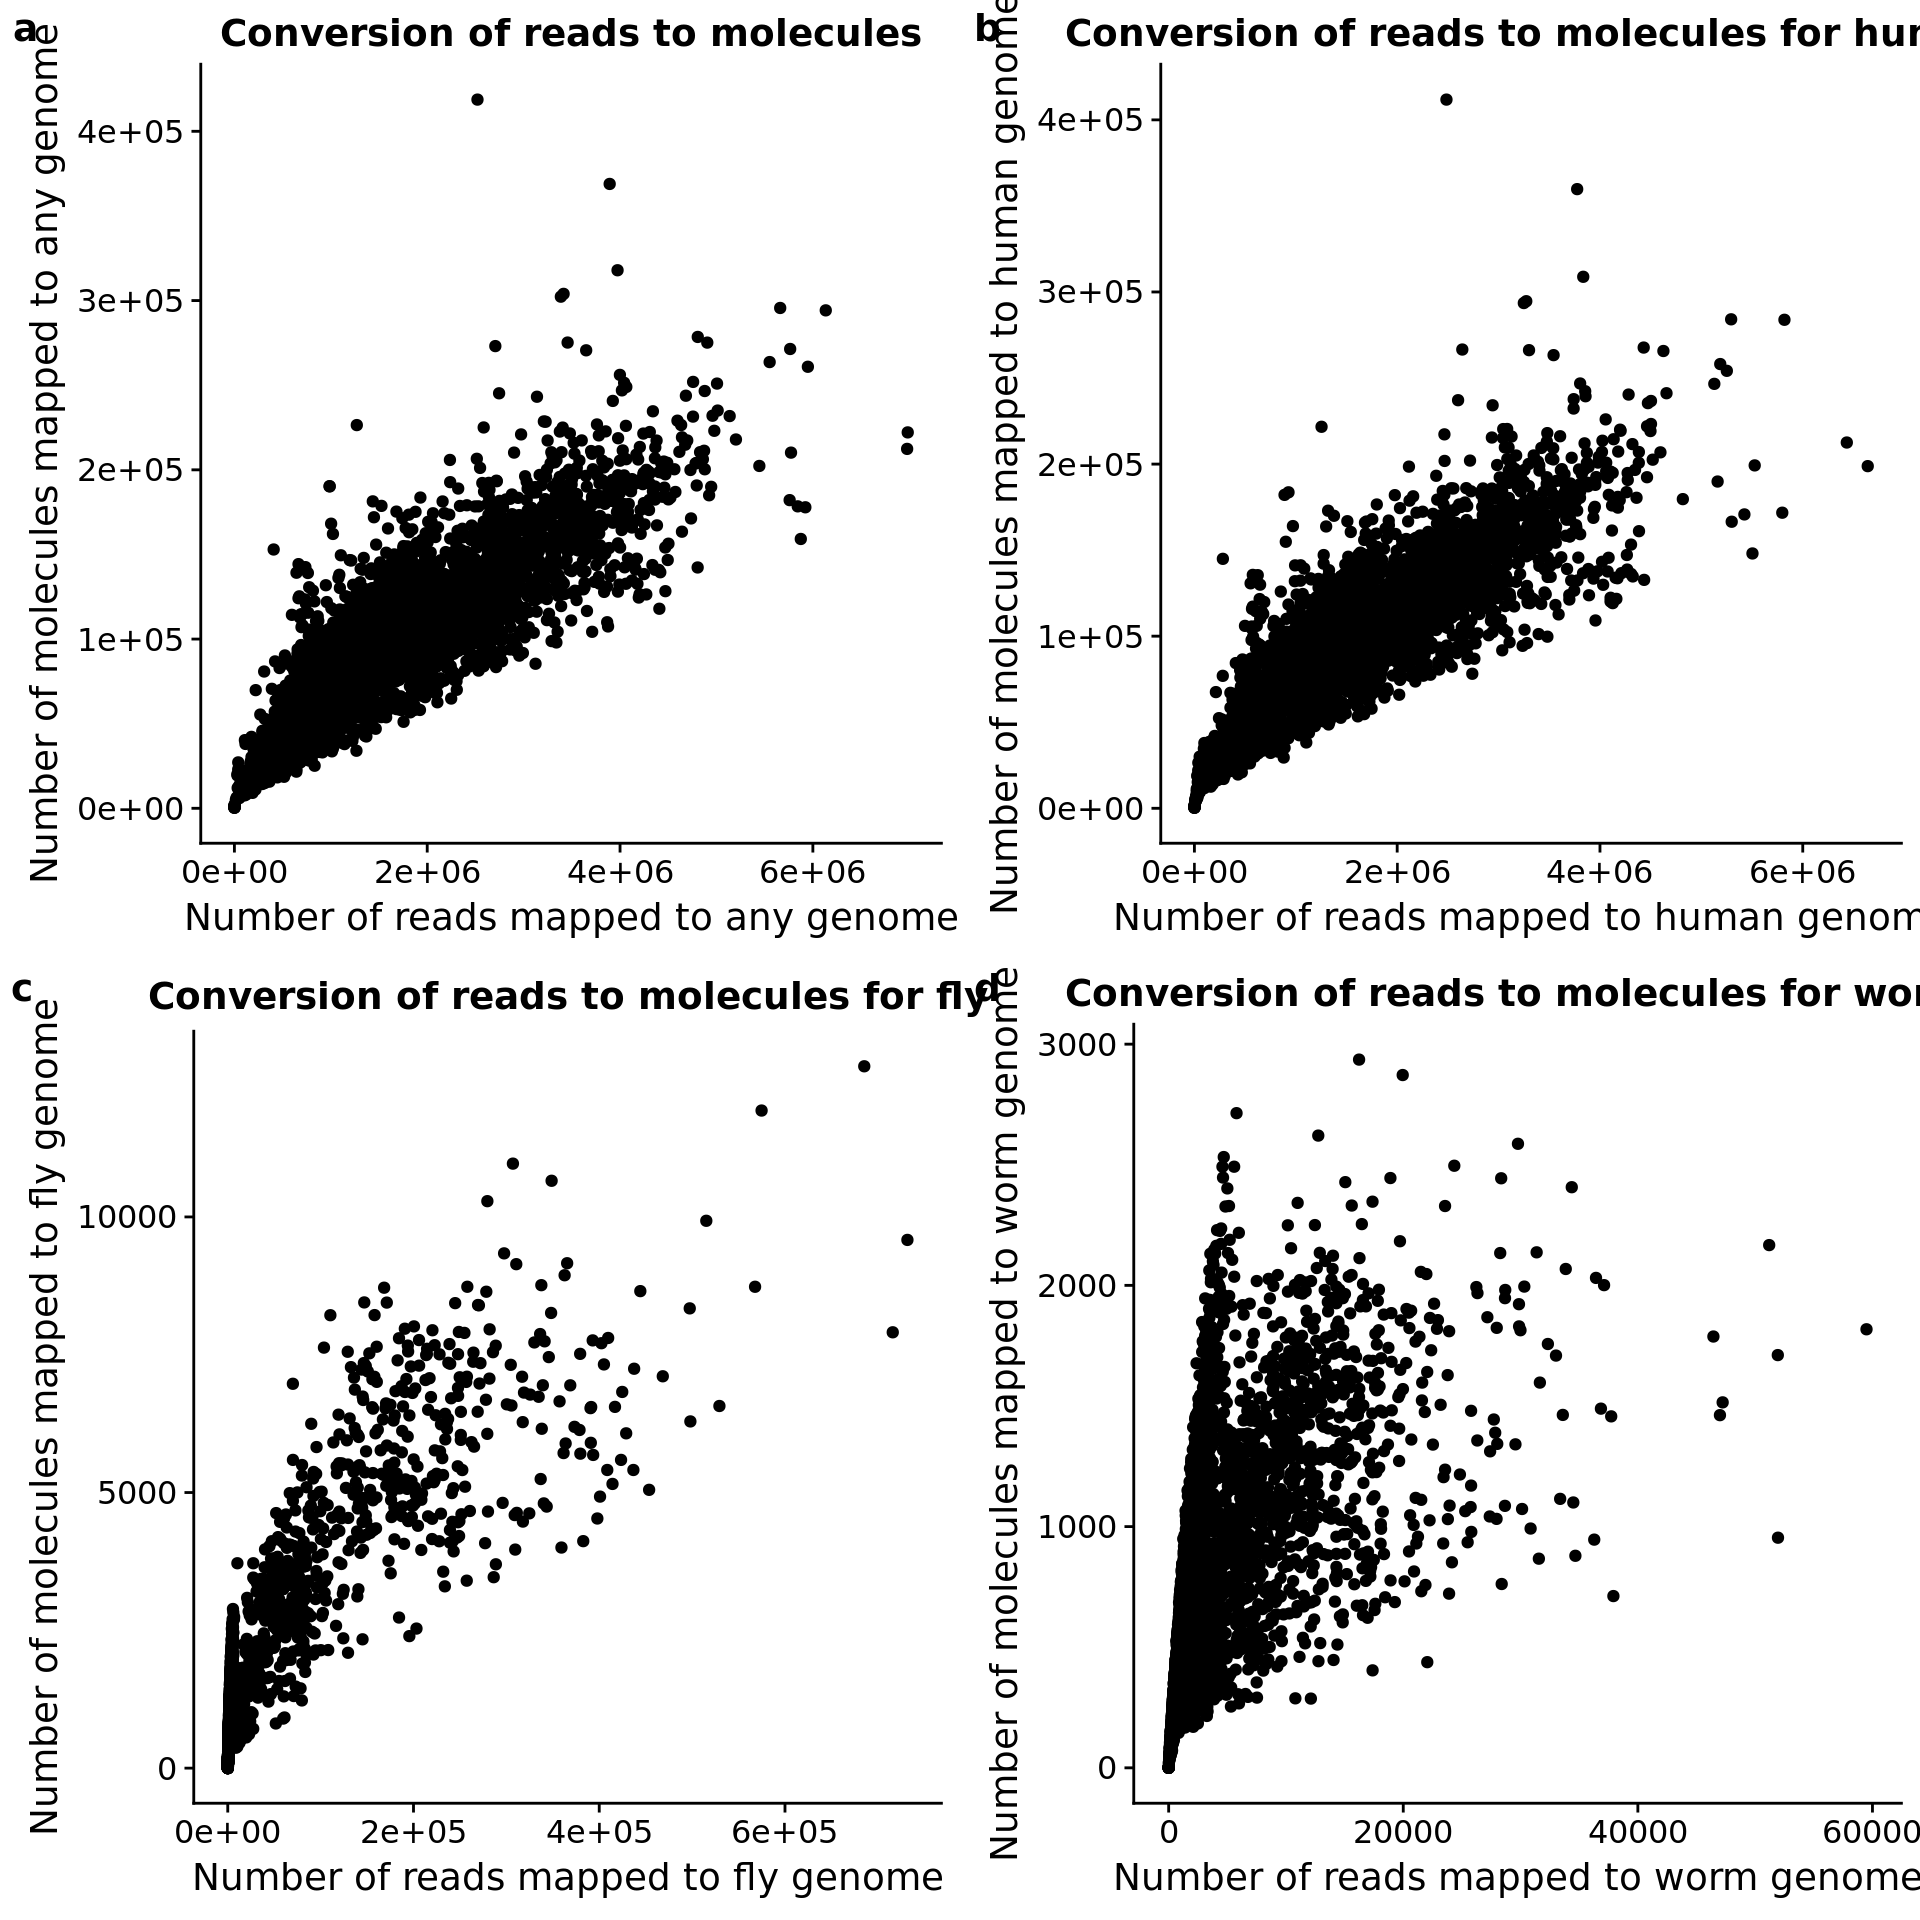 a
Conversion of reads to molecules
Number of molecules mapped to any genome
4e+05
3e+05
2e+05
1e+05
0e+00
0e+00 2e+06 4e+06 6e+06
Number of reads mapped to any genome
b
Conversion of reads to molecules for hur
Number of molecules mapped to human genome
4e+05
3e+05
2e+05
1e+05
0e+00
0e+00 2e+06 4e+06 6e+06
Number of reads mapped to human genom
c
Conversion of reads to molecules for fly
Number of molecules mapped to fly genome
10000
5000
0
0e+00 2e+05 4e+05 6e+05
Number of reads mapped to fly genome
d
Conversion of reads to molecules for wor
Number of molecules mapped to worm genome
3000
2000
1000
0
0 20000 40000 60000
Number of reads mapped to worm genome